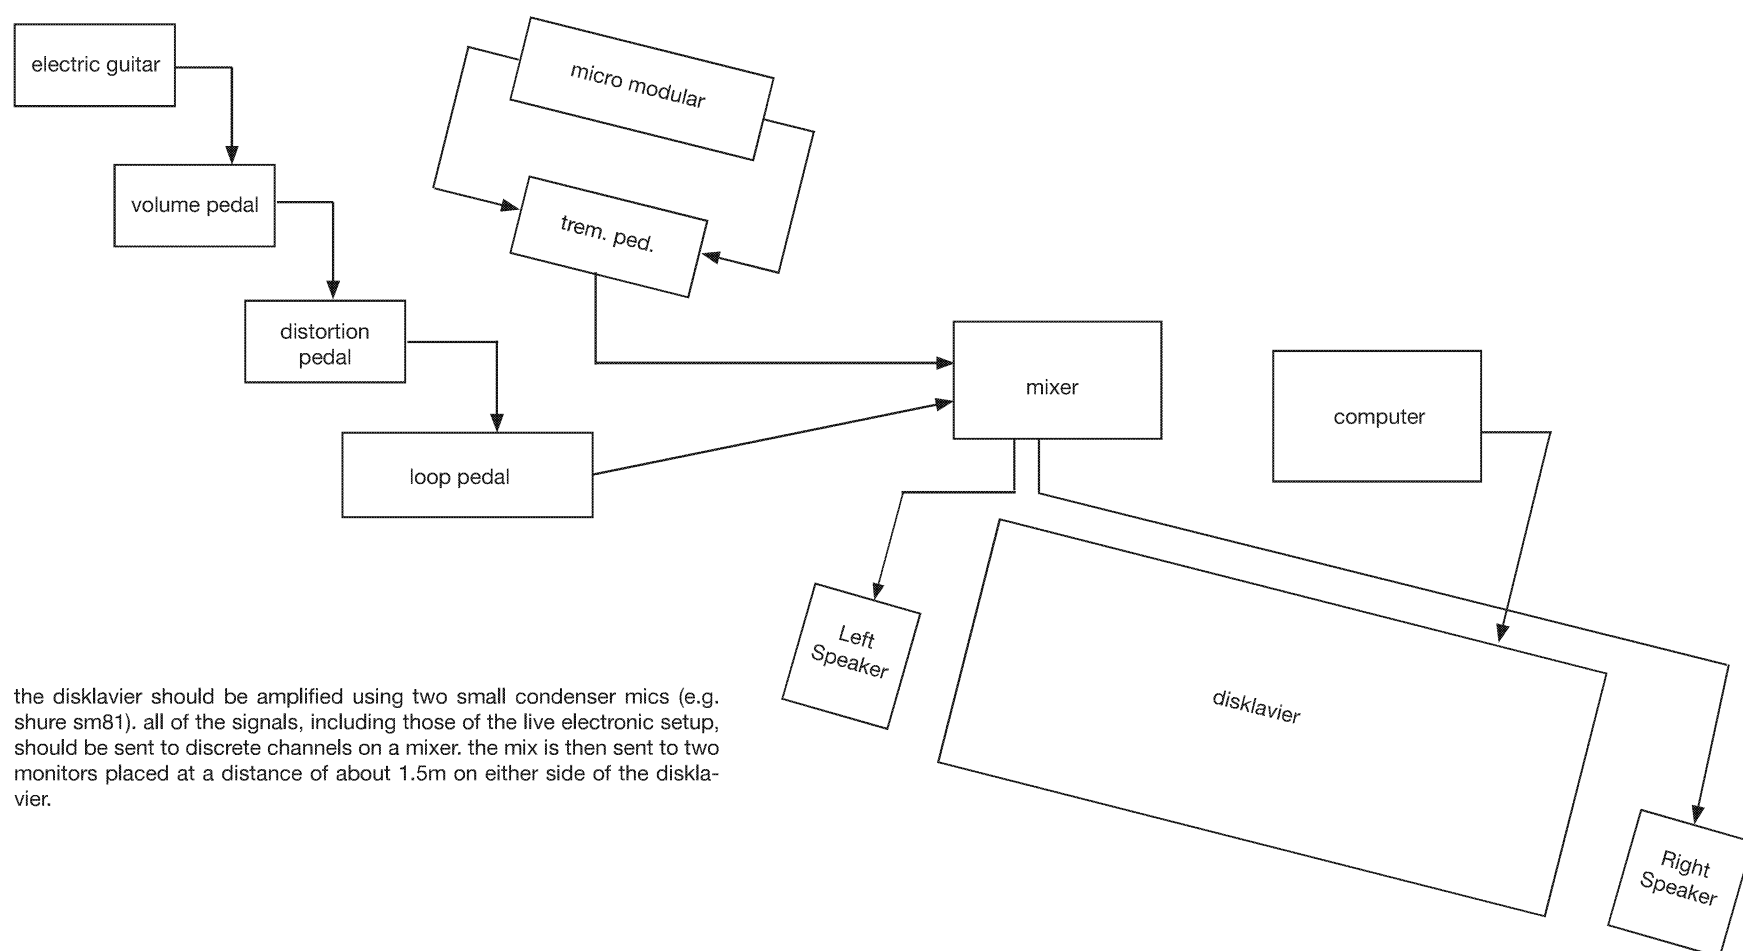 electric guitar
micro modular
volume pedal
trem. ped.
distortion
pedal
mixer
computer
loop pedal
Left
Speaker
the disklavier should be amplified using two small condenser mics (e.g.
shure sm81). all of the signals, including those of the live electronic setup,
should be sent to discrete channels on a mixer. the mix is then sent to two
monitors placed at a distance of about 1.5m on either side of the diskla-
vier.
disklavier
Right
Speaker